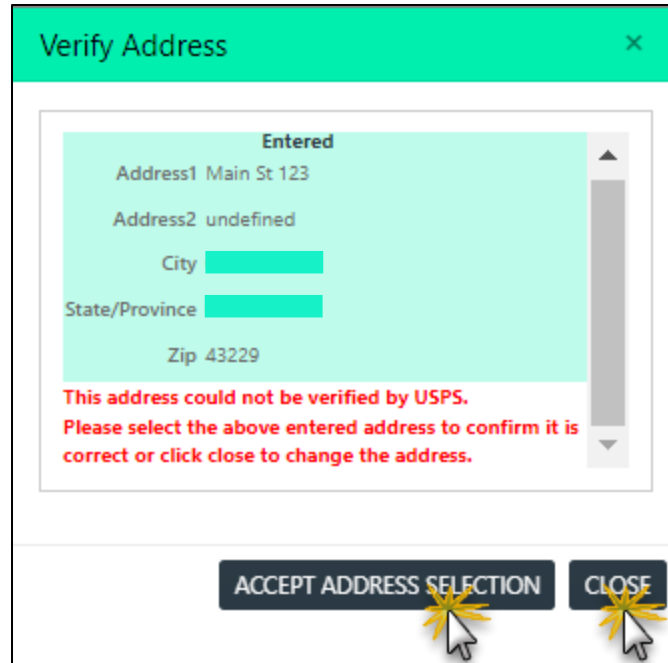 Verify Address ×
Entered
Address1 Main St 123
Address2 undefined
City
State/Province
Zip 43229
This address could not be verified by USPS.
Please select the above entered address to confirm it is
correct or click close to change the address.
ACCEPT ADDRESS SELECTION CLOSE